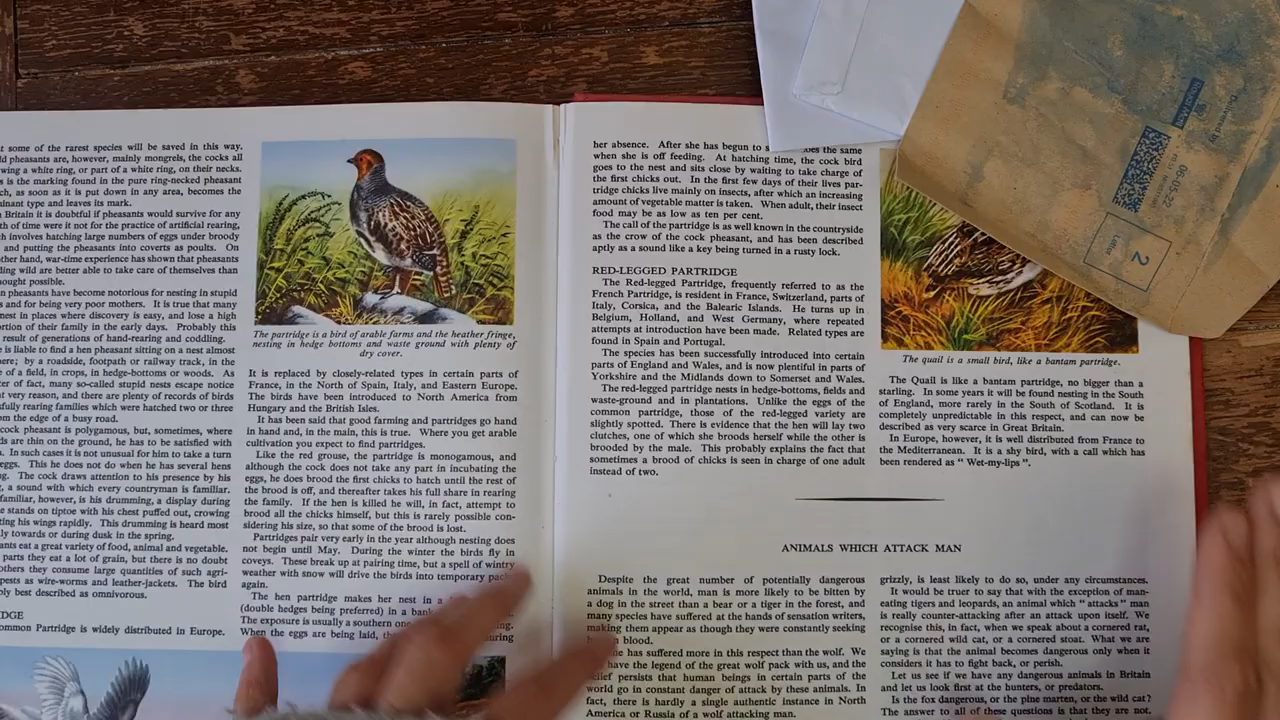 t some of the rarest species will be saved in this way.
ld pheasants are, however, mainly mongrels, the cocks all
wing a white ring, or part of a white ring, on their necks.
s is the marking found in the pure ring-necked pheasant
ch, as soon as it is put down in any area, becomes the
inant type and leaves its mark.
Britain it is doubtful if pheasants would survive for any
th of time were it not for the practice of artificial rearing,
h involves hatching large numbers of eggs under broody
and putting the pheasants into coverts as poults. On
ther hand, war-time experience has shown that pheasants
ding wild are better able to take care of themselves than
hought possible.
n pheasants have become notorious for nesting in stupid
s and for being very poor mothers. It is true that many
nest in places where discovery is easy, and lose a high
ortion of their family in the early days. Probably this
result of generations of hand-rearing and coddling.
e is liable to find a hen pheasant sitting on a nest almost
ere; by a roadside, footpath or railway track, in the
e of a field, in crops, in hedge-bottoms or woods. As
ter of fact, many so-called stupid nests escape notice
at very reason, and there are plenty of records of birds
sfully rearing families which were hatched two or three
om the edge of a busy road.
cock pheasant is polygamous, but, sometimes, where
ds are thin on the ground, he has to be satisfied with
. In such cases it is not unusual for him to take a turn
eggs. This he does not do when he has several hens
. The cock draws attention to his presence by his
, a sound with which every countryman is familiar.
familiar, however, is his drumming, a display during
e stands on tiptoe with his chest puffed out, crowing
ting his wings rapidly. This drumming is heard most
ly towards or during dusk in the spring.
ants eat a great variety of food, animal and vegetable.
parts they eat a lot of grain, but there is no doubt
others they consume large quantities of such agri-
pests as wire-worms and leather-jackets. The bird
bly best described as omnivorous.
DGE
ommon Partridge is widely distributed in Europe.
The partridge is a bird of arable farms and the heather fringe,
nesting in hedge bottoms and waste ground with plenty of
dry cover.
It is replaced by closely-related types in certain parts of
France, in the North of Spain, Italy, and Eastern Europe.
The birds have been introduced to North America from
Hungary and the British Isles.
It has been said that good farming and partridges go hand
in hand and, in the main, this is true. Where you get arable
cultivation you expect to find partridges.
Like the red grouse, the partridge is monogamous, and
although the cock does not take any part in incubating the
eggs, he does brood the first chicks to hatch until the rest of
the brood is off, and thereafter takes his full share in rearing
the family. If the hen is killed he will, in fact, attempt to
brood all the chicks himself, but this is rarely possible con-
sidering his size, so that some of the brood is lost.
Partridges pair very early in the year although nesting does
not begin until May. During the winter the birds fly in
coveys. These break up at pairing time, but a spell of wintry
weather with snow will drive the birds into temporary
again.
The hen partridge makes her nest in a
(double hedges being preferred) in a
The exposure is usually a southern
When the eggs are being laid,
her absence. After she has begun to the same
when she is off feeding. At hatching time, the cock bird
goes to the nest and sits close by waiting to take charge of
the first chicks out. In the first few days of their lives par-
tridge chicks live mainly on insects, after which an increasing
amount of vegetable matter is taken. When adult, their insect
food may be as low as ten per cent.
The call of the partridge is as well known in the countryside
as the crow of the cock pheasant, and has been described
aptly as a sound like a key being turned in a rusty lock.
RED-LEGGED PARTRIDGE
The Red-legged Partridge, frequently referred to as the
French Partridge, is resident in France, Switzerland, parts of
Italy, Corsica, and the Balearic Islands. He turns up in
Belgium, Holland, and West Germany, where repeated
attempts at introduction have been made. Related types are
found in Spain and Portugal.
The species has been successfully introduced into certain
parts of England and Wales, and is now plentiful in parts of
Yorkshire and the Midlands down to Somerset and Wales.
The red-legged partridge nests in hedge-bottoms, fields and
waste-ground and in plantations. Unlike the eggs of the
common partridge, those of the red-legged variety are
slightly spotted. There is evidence that the hen will lay two
clutches, one of which she broods herself while the other is
brooded by the male. This probably explains the fact that
sometimes a brood of chicks is seen in charge of one adult
instead of two.
The quail is a small bird, like a bantam partridge.
The Quail is like a bantam partridge, no bigger than a
starling. In some years it will be found nesting in the South
of England, more rarely in the South of Scotland. It is
completely unpredictable in this respect, and can now be
described as very scarce in Great Britain.
In Europe, however, it is well distributed from France to
the Mediterranean. It is a shy bird, with a call which has
been rendered as " Wet-my-lips ".
ANIMALS WHICH ATTACK MAN
Despite the great number of potentially dangerous
animals in the world, man is more likely to be bitten by
a dog in the street than a bear or a tiger in the forest, and
many species have suffered at the hands of sensation writers,
making them appear as though they were constantly seeking
blood.
has suffered more in this respect than the wolf. We
have the legend of the great wolf pack with us, and the
belief persists that human beings in certain parts of the
world go in constant danger of attack by these animals. In
fact, there is hardly a single authentic instance in North
America or Russia of a wolf attacking man.
grizzly, is least likely to do so, under any circumstances.
It would be truer to say that with the exception of man-
eating tigers and leopards, an animal which " attacks " man
is really counter-attacking after an attack upon itself. We
recognise this, in fact, when we speak about a cornered rat,
or a cornered wild cat, or a cornered stoat. What we are
saying is that the animal becomes dangerous only when it
considers it has to fight back, or perish.
Let us see if we have any dangerous animals in Britain
and let us look first at the hunters, or predators.
Is the fox dangerous, or the pine marten, or the wild cat?
The answer to all of these questions is that they are not.
Delivered by
Royal Mail
06-05-22
Letter
2